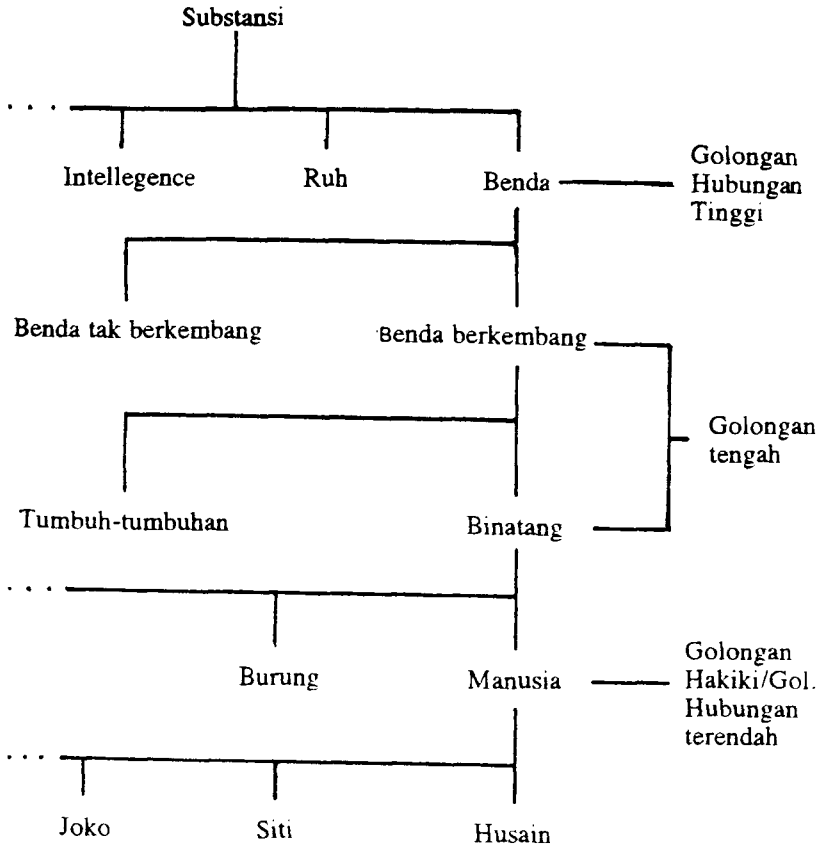 Substansi
. . . .
Intellegence Ruh Benda
Golongan
Hubungan
Tinggi
Benda tak berkembang Benda berkembang
Golongan
tengah
Tumbuh-tumbuhan Binatang
. . . .
Burung Manusia
Golongan
Hakiki/Gol.
Hubungan
terendah
. . . .
Joko Siti Husain